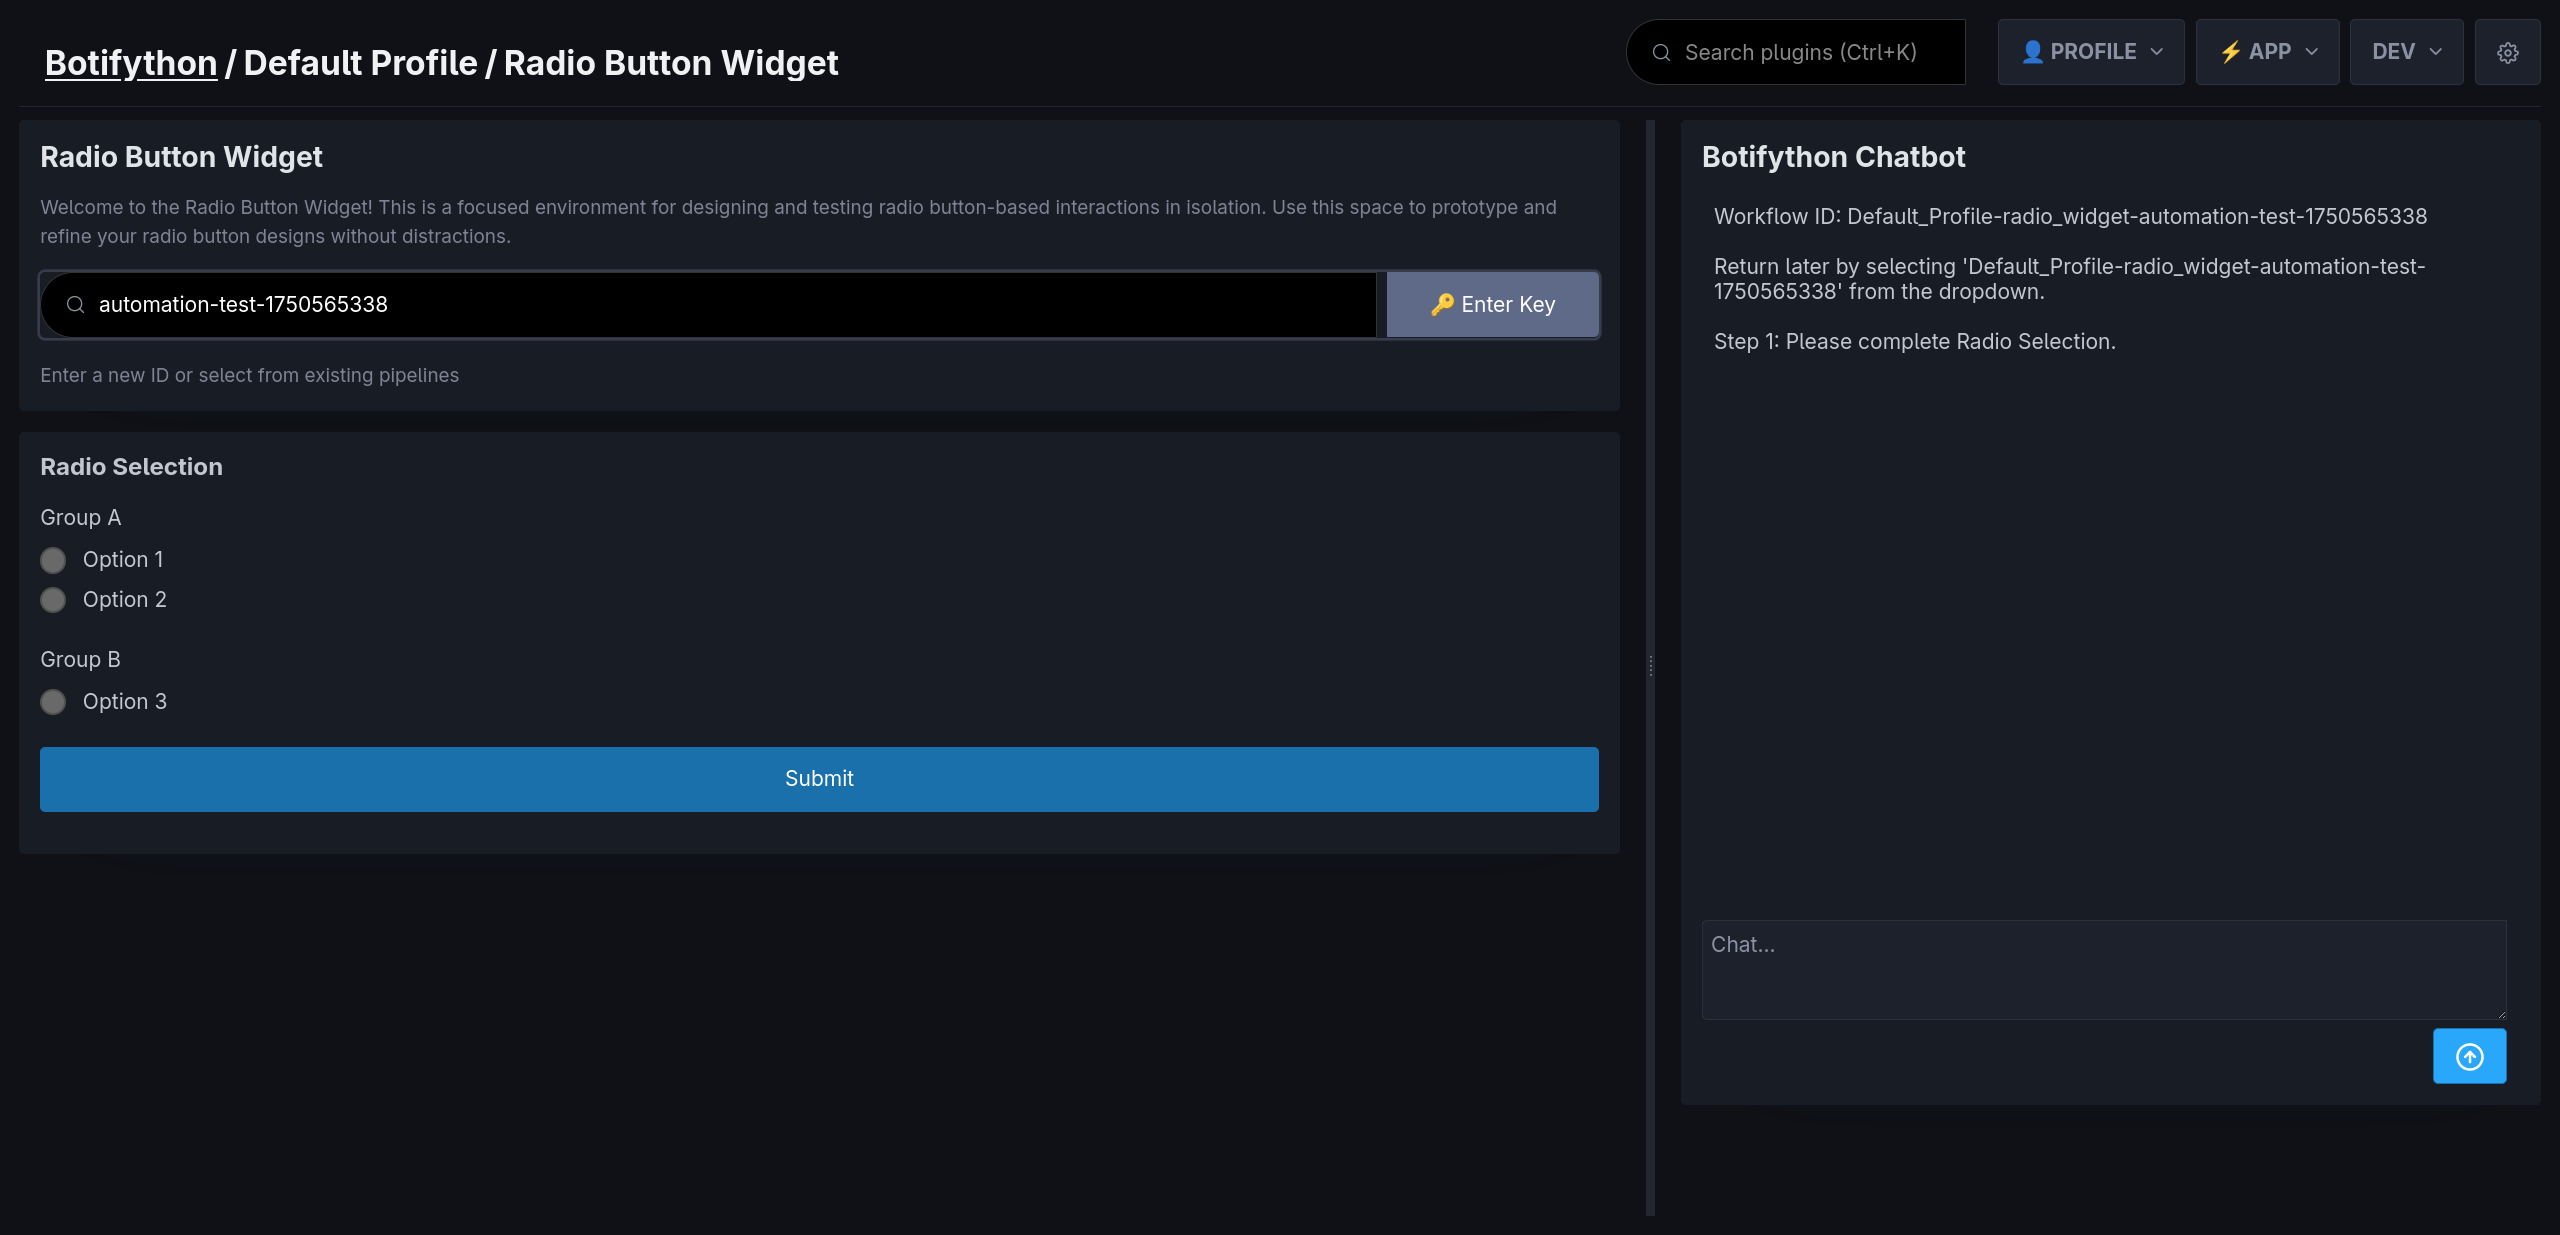 Botifython / Default Profile / Radio Button Widget
Search plugins (Ctrl+K)
👤 PROFILE
⚡ APP
DEV
Radio Button Widget
Welcome to the Radio Button Widget! This is a focused environment for designing and testing radio button-based interactions in isolation. Use this space to prototype and
refine your radio button designs without distractions.
automation-test-1750565338
🔑 Enter Key
Enter a new ID or select from existing pipelines
Radio Selection
Group A
Option 1
Option 2
Group B
Option 3
Submit
Botifython Chatbot
Workflow ID: Default_Profile-radio_widget-automation-test-1750565338
Return later by selecting 'Default_Profile-radio_widget-automation-test-
1750565338' from the dropdown.
Step 1: Please complete Radio Selection.
Chat...